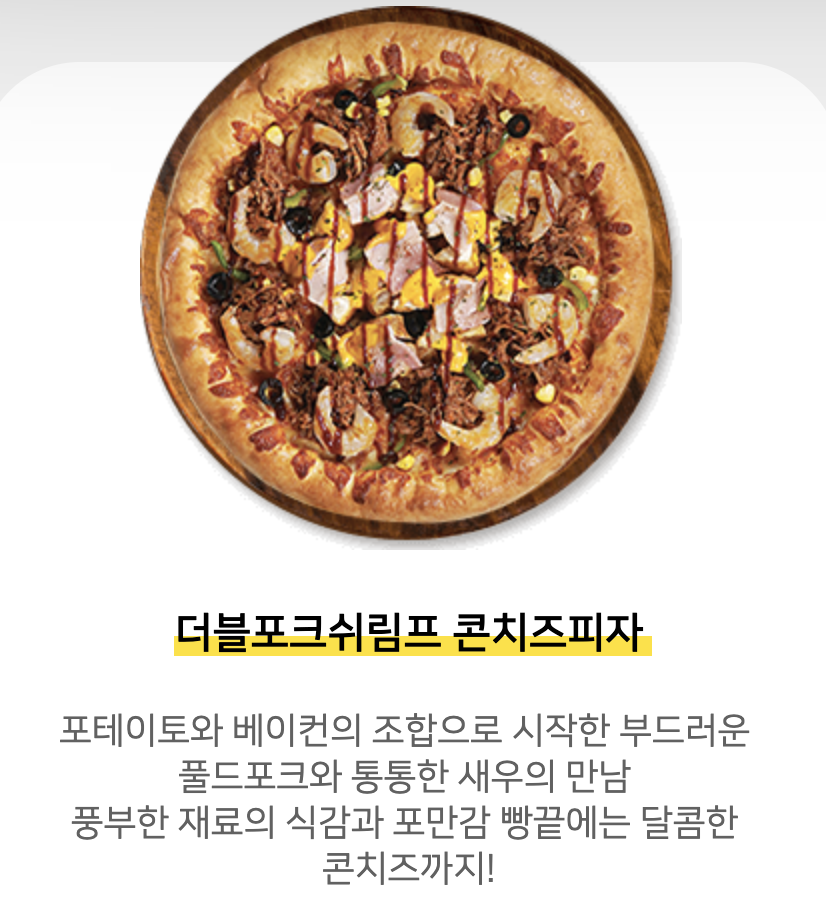 더블포크쉬림프 콘치즈피자
포테이토와 베이컨의 조합으로 시작한 부드러운
풀드포크와 통통한 새우의 만남
풍부한 재료의 식감과 포만감 빵끝에는 달콤한
콘치즈까지!